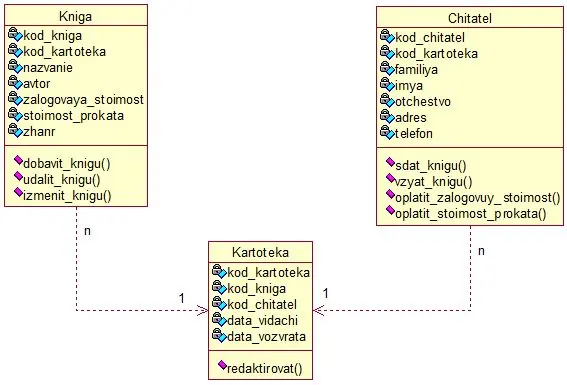 Kniga
kod_kniga
kod_kartoteka
nazvanie
avtor
zalogovaya_stoimost
stoimost_prokata
zhanr
dobavit_knigu()
udalit_knigu()
izmenit_knigu()
Chitatel
kod_chitatel
kod_kartoteka
familiya
imya
otchestvo
adres
telefon
sdat_knigu()
vzyat_knigu()
oplatit_zalogovuy_stoimost()
oplatit_stoimost_prokata()
n
n
1
1
Kartoteka
kod_kartoteka
kod_kniga
kod_chitatel
data_vidachi
data_vozvrata
redaktirovat()